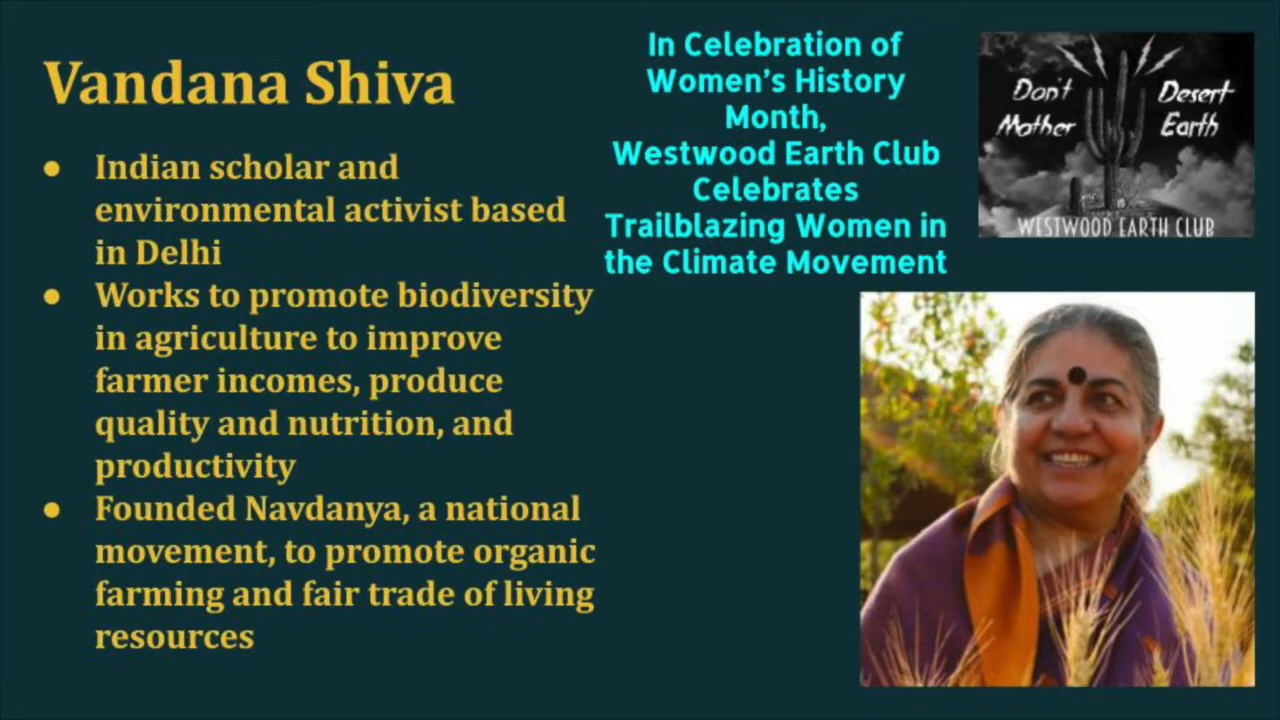 Vandana Shiva
● Indian scholar and
environmental activist based
in Delhi
● Works to promote biodiversity
in agriculture to improve
farmer incomes, produce
quality and nutrition, and
productivity
● Founded Navdanya, a national
movement, to promote organic
farming and fair trade of living
resources
In Celebration of
Women's History
Month,
Westwood Earth Club
Celebrates
Trailblazing Women in
the Climate Movement
Don't Desert
Mother Earth
WESTWOOD EARTH CLUB